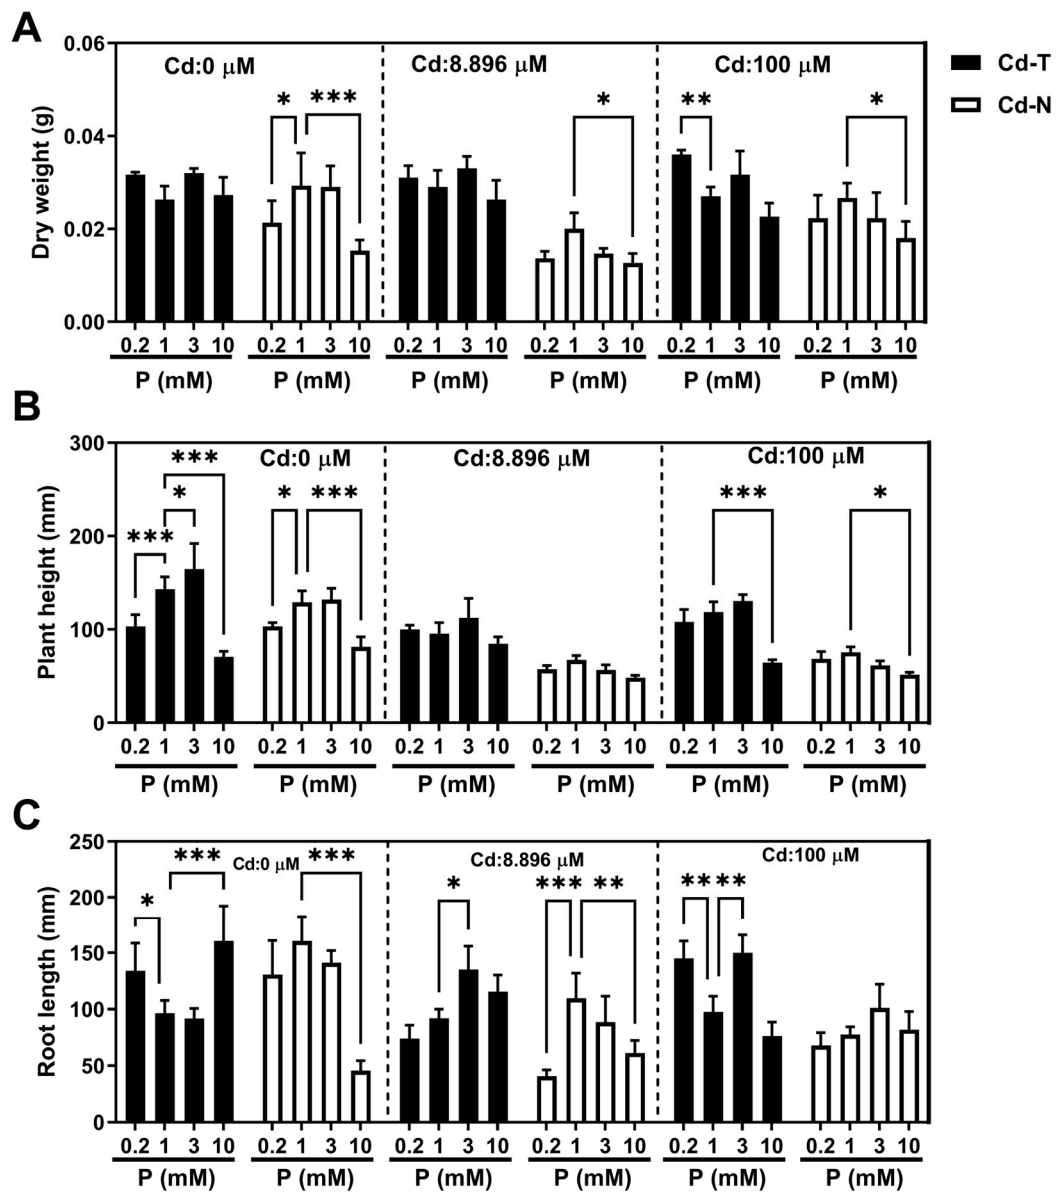 A
Cd:0 μM Cd:8.896 μM Cd:100 μM
Cd-T
Cd-N
* *** * ** *
Dry weight (g)
0.06
0.04
0.02
0.00
0.2 1 3 10 0.2 1 3 10 0.2 1 3 10 0.2 1 3 10 0.2 1 3 10 0.2 1 3 10
P (mM) P (mM) P (mM) P (mM) P (mM) P (mM)
B
Cd:0 μM Cd:8.896 μM Cd:100 μM
*** * *** * *** *** *
Plant height (mm)
300
200
100
0
0.2 1 3 10 0.2 1 3 10 0.2 1 3 10 0.2 1 3 10 0.2 1 3 10 0.2 1 3 10
P (mM) P (mM) P (mM) P (mM) P (mM) P (mM)
C
Cd:0 μM Cd:8.896 μM Cd:100 μM
* *** *** * *** ** ** **
Root length (mm)
250
200
150
100
50
0
0.2 1 3 10 0.2 1 3 10 0.2 1 3 10 0.2 1 3 10 0.2 1 3 10 0.2 1 3 10
P (mM) P (mM) P (mM) P (mM) P (mM) P (mM)